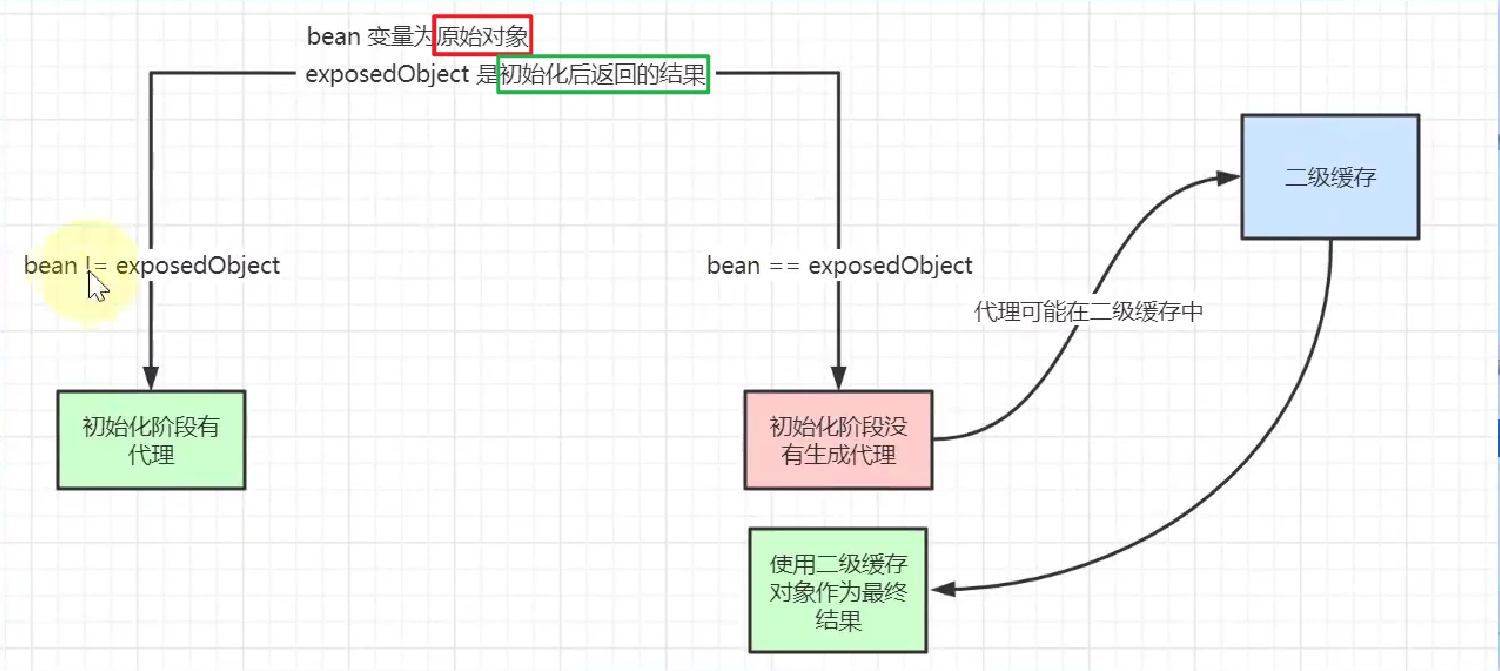 bean 变量为原始对象
exposedObject 是初始化后返回的结果
二级缓存
bean != exposedObject
bean == exposedObject
代理可能在二级缓存中
初始化阶段有
代理
初始化阶段没
有生成代理
使用二级缓存
对象作为最终
结果